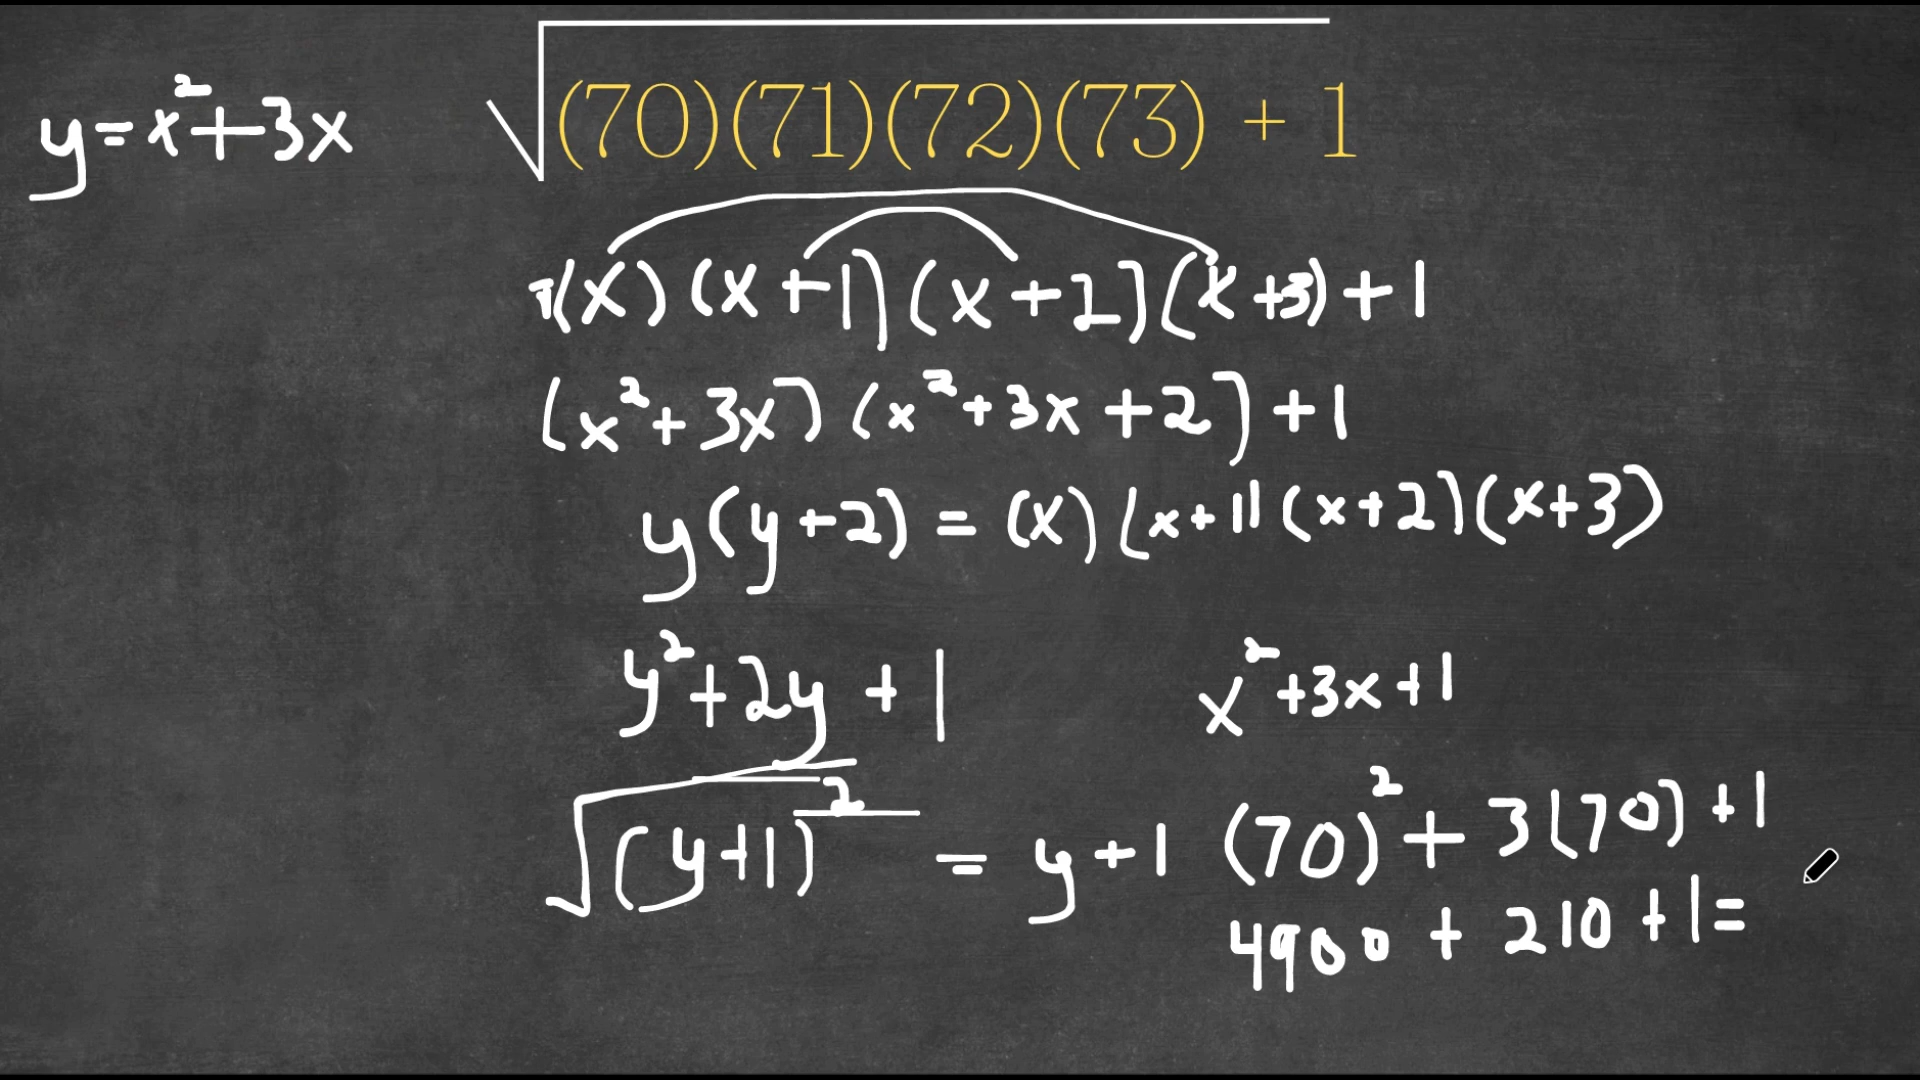 y=x²+3x
√(70)(71)(72)(73) + 1
(x)(x+1)(x+2)(x+3)+1
(x²+3x)(x²+3x+2)+1
y(y+2) = (x)(x+1)(x+2)(x+3)
y²+2y+1
x²+3x+1
√(y+1)² = y+1
(70)²+3(70)+1
4900+210+1=